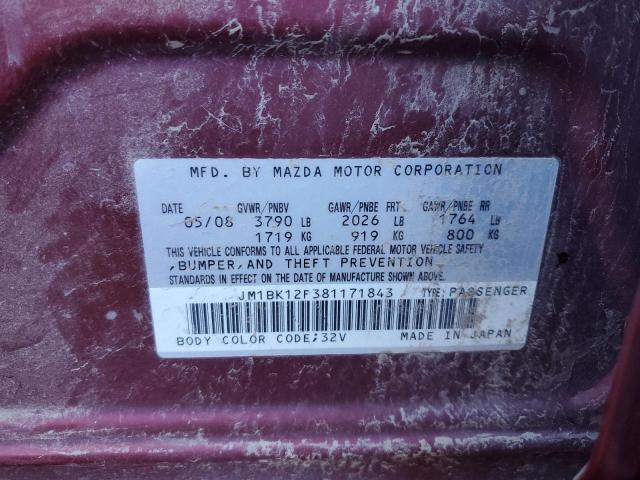 MFD. BY MAZDA MOTOR CORPORATION
DATE GVWR/PNBV GAWR/PNBE FRT GAWR/PNBE RR
05/08 3790 LB 2026 LB 1764 LB
1719 KG 919 KG 800 KG
THIS VEHICLE CONFORMS TO ALL APPLICABLE FEDERAL MOTOR VEHICLE SAFETY
,BUMPER,AND THEFT PREVENTION
STANDARDS IN EFFECT ON THE DATE OF MANUFACTURE SHOWN ABOVE.
JM1BK12F381171843 TYPE:PASSENGER
BODY COLOR CODE;32V MADE IN JAPAN